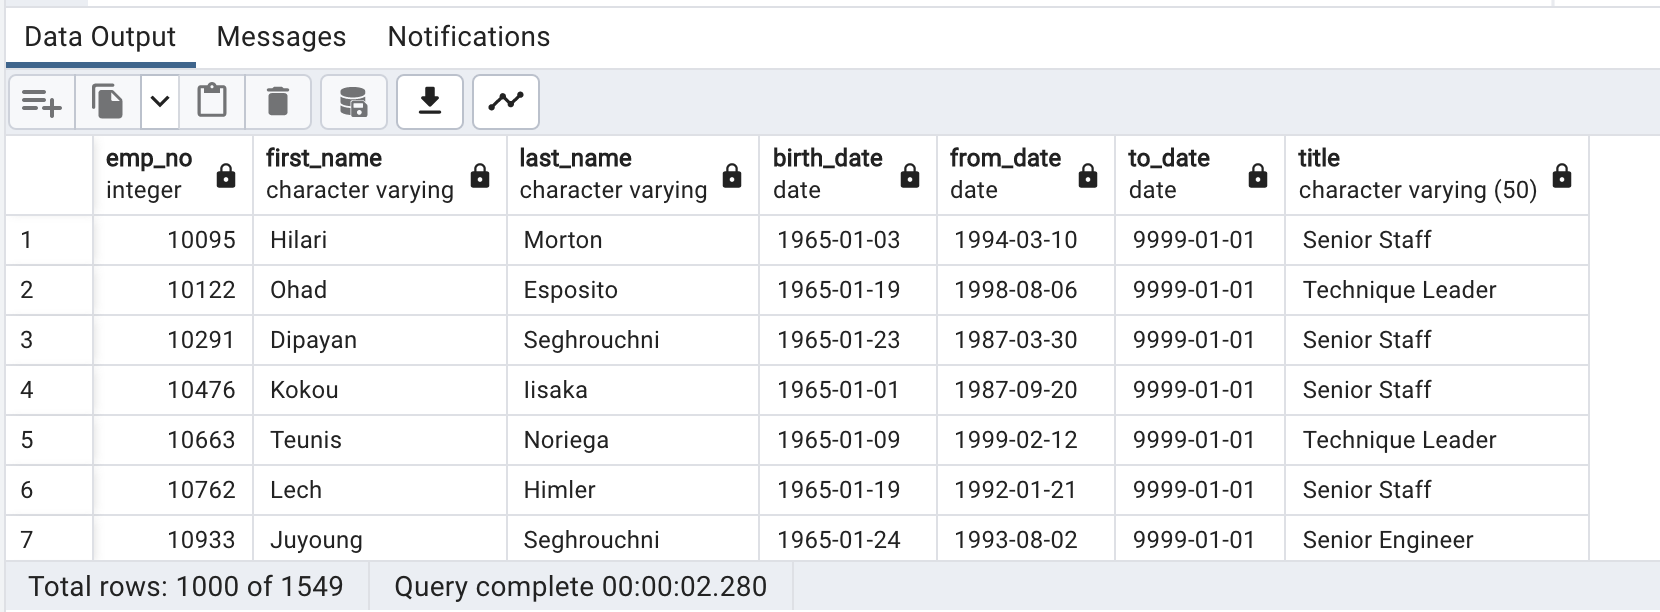 Data Output Messages Notifications
emp_no first_name last_name birth_date from_date to_date title
integer character varying character varying date date date character varying (50)
1 10095 Hilari Morton 1965-01-03 1994-03-10 9999-01-01 Senior Staff
2 10122 Ohad Esposito 1965-01-19 1998-08-06 9999-01-01 Technique Leader
3 10291 Dipayan Seghrouchni 1965-01-23 1987-03-30 9999-01-01 Senior Staff
4 10476 Kokou Iisaka 1965-01-01 1987-09-20 9999-01-01 Senior Staff
5 10663 Teunis Noriega 1965-01-09 1999-02-12 9999-01-01 Technique Leader
6 10762 Lech Himler 1965-01-19 1992-01-21 9999-01-01 Senior Staff
7 10933 Juyoung Seghrouchni 1965-01-24 1993-08-02 9999-01-01 Senior Engineer
Total rows: 1000 of 1549 Query complete 00:00:02.280